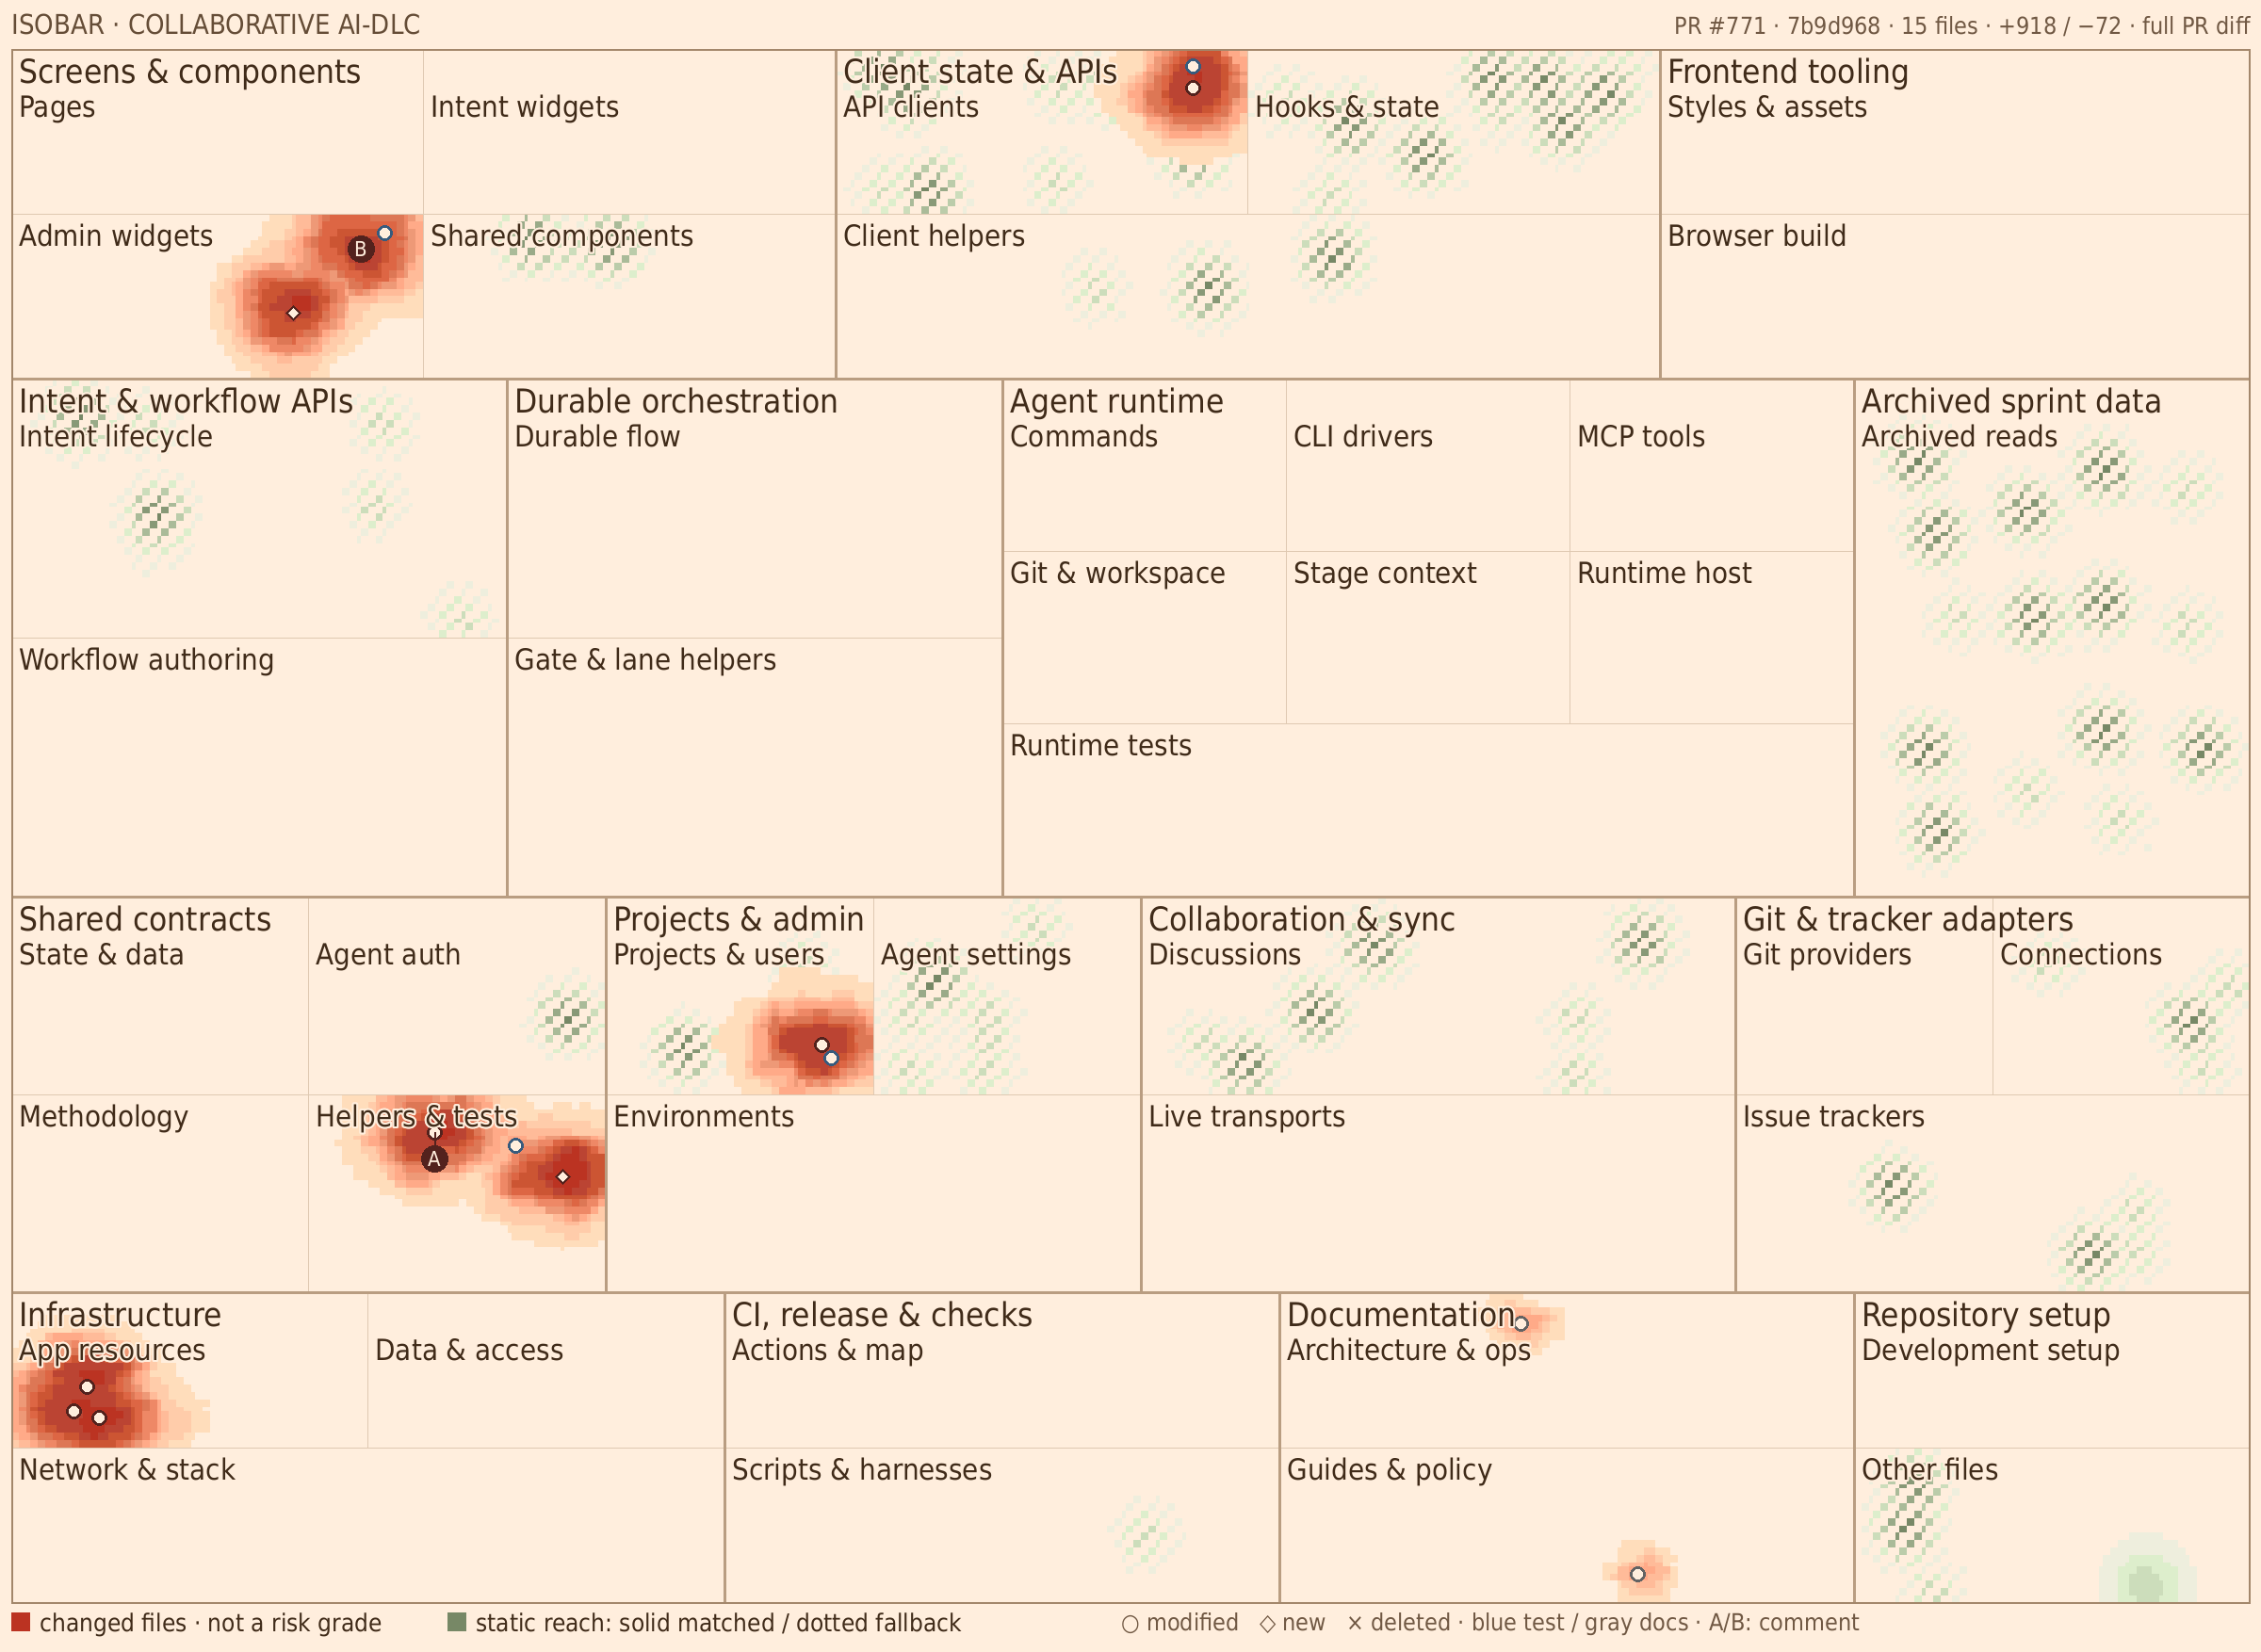 ISOBAR · COLLABORATIVE AI-DLC
PR #771 · 7b9d968 · 15 files · +918 / −72 · full PR diff
Screens & components
Pages
Intent widgets
Client state & APIs
API clients
Hooks & state
Frontend tooling
Styles & assets
Admin widgets
B
Shared components
Client helpers
Browser build
Intent & workflow APIs
Intent lifecycle
Durable orchestration
Durable flow
Agent runtime
Commands
CLI drivers
MCP tools
Archived sprint data
Archived reads
Git & workspace
Stage context
Runtime host
Workflow authoring
Gate & lane helpers
Runtime tests
Shared contracts
State & data
Agent auth
Projects & admin
Projects & users
Agent settings
Collaboration & sync
Discussions
Git & tracker adapters
Git providers
Connections
Methodology
Helpers & tests
A
Environments
Live transports
Issue trackers
Infrastructure
App resources
Data & access
CI, release & checks
Actions & map
Documentation
Architecture & ops
Repository setup
Development setup
Network & stack
Scripts & harnesses
Guides & policy
Other files
changed files · not a risk grade
static reach: solid matched / dotted fallback
○ modified ◇ new × deleted · blue test / gray docs · A/B: comment